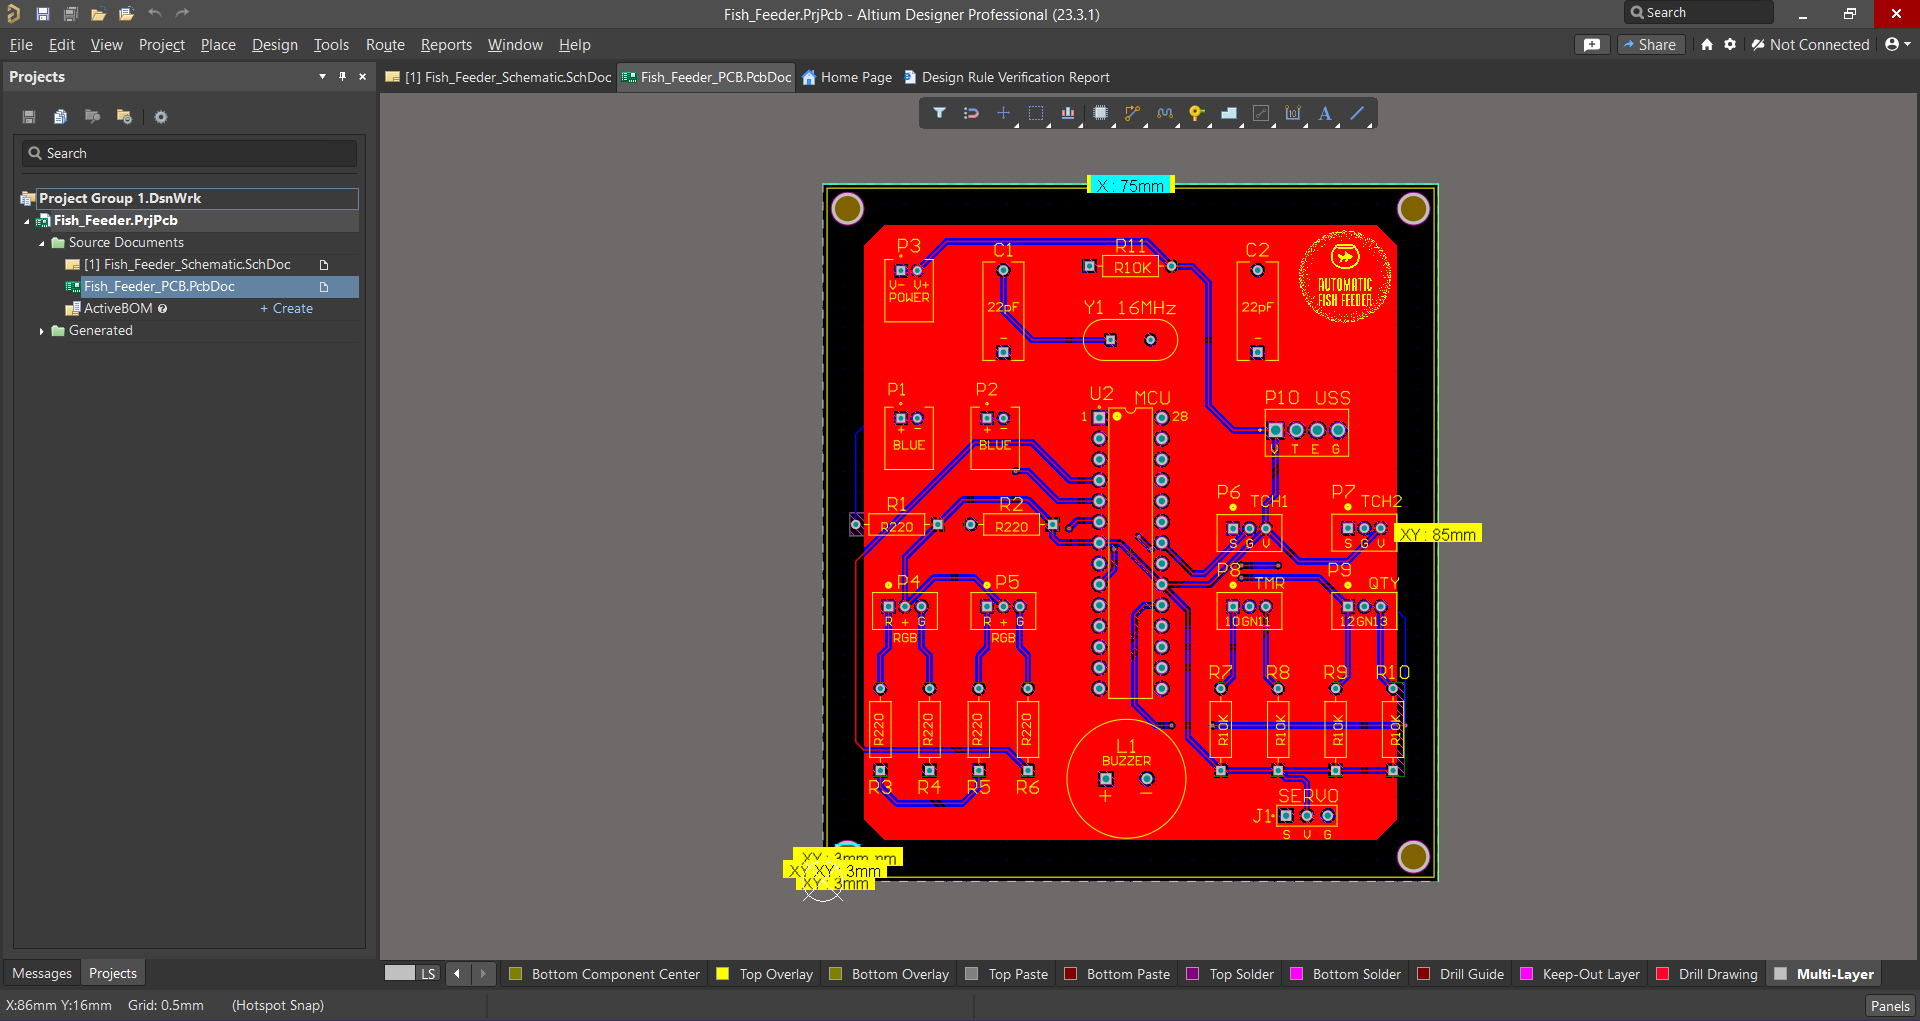 Fish_Feeder.PrjPcb - Altium Designer Professional (23.3.1)
Search
File Edit View Project Place Design Tools Route Reports Window Help
Share
Not Connected
Projects
[1] Fish_Feeder_Schematic.SchDoc
Fish_Feeder_PCB.PcbDoc
Home Page
Design Rule Verification Report
Search
Project Group 1.DsnWrk
Fish_Feeder.PrjPcb
Source Documents
[1] Fish_Feeder_Schematic.SchDoc
Fish_Feeder_PCB.PcbDoc
ActiveBOM
+ Create
Generated
X : 75mm
P3
C1
R11
C2
R10K
V- V+
POWER
22pF
22pF
Y1 16MHz
AUTOMATIC
FISH FEEDER
P1
P2
U2
MCU
P10 USS
1
28
+ -
BLUE
+ -
BLUE
V T E G
P6
TCH1
P7
TCH2
R1
R2
R220
R220
S G V
S G V
XY : 85mm
P4
P5
P8
TMR
P9
QTY
R + G
RGB
R + G
RGB
10GN11
12GN13
R7
R8
R9
R10
R220
R220
R220
R220
R10K
R10K
R10K
R10K
L1
BUZZER
+ -
R3
R4
R5
R6
SERVO
J1
S V G
XY : 3mm
XY : 3mm
XY : 3mm
Messages
Projects
LS
Bottom Component Center
Top Overlay
Bottom Overlay
Top Paste
Bottom Paste
Top Solder
Bottom Solder
Drill Guide
Keep-Out Layer
Drill Drawing
Multi-Layer
X:86mm Y:16mm
Grid: 0.5mm
(Hotspot Snap)
Panels